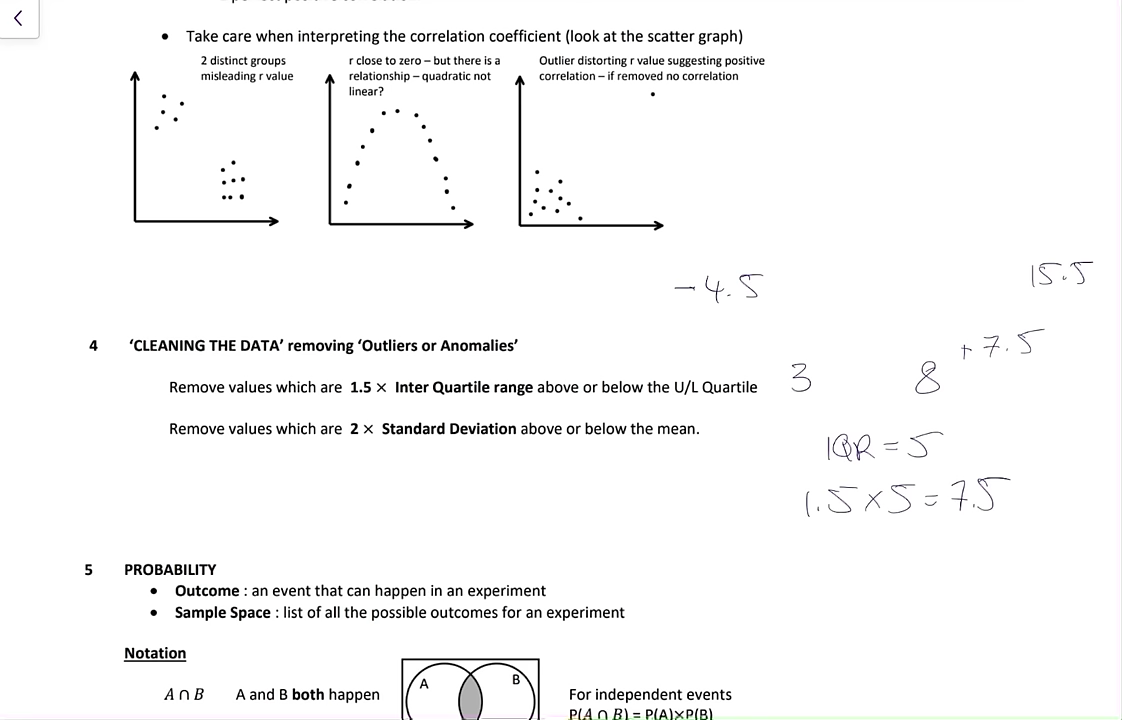 • Take care when interpreting the correlation coefficient (look at the scatter graph)
2 distinct groups
misleading r value
r close to zero – but there is a
relationship – quadratic not
linear?
Outlier distorting r value suggesting positive
correlation – if removed no correlation
-4.5
15.5
4 ‘CLEANING THE DATA’ removing ‘Outliers or Anomalies’
+7.5
Remove values which are 1.5 × Inter Quartile range above or below the U/L Quartile
3 8
Remove values which are 2 × Standard Deviation above or below the mean.
IQR = 5
1.5 × 5 = 7.5
5 PROBABILITY
• Outcome : an event that can happen in an experiment
• Sample Space : list of all the possible outcomes for an experiment
Notation
A B
A ∩ B A and B both happen
For independent events
P(A ∩ B) = P(A)×P(B)